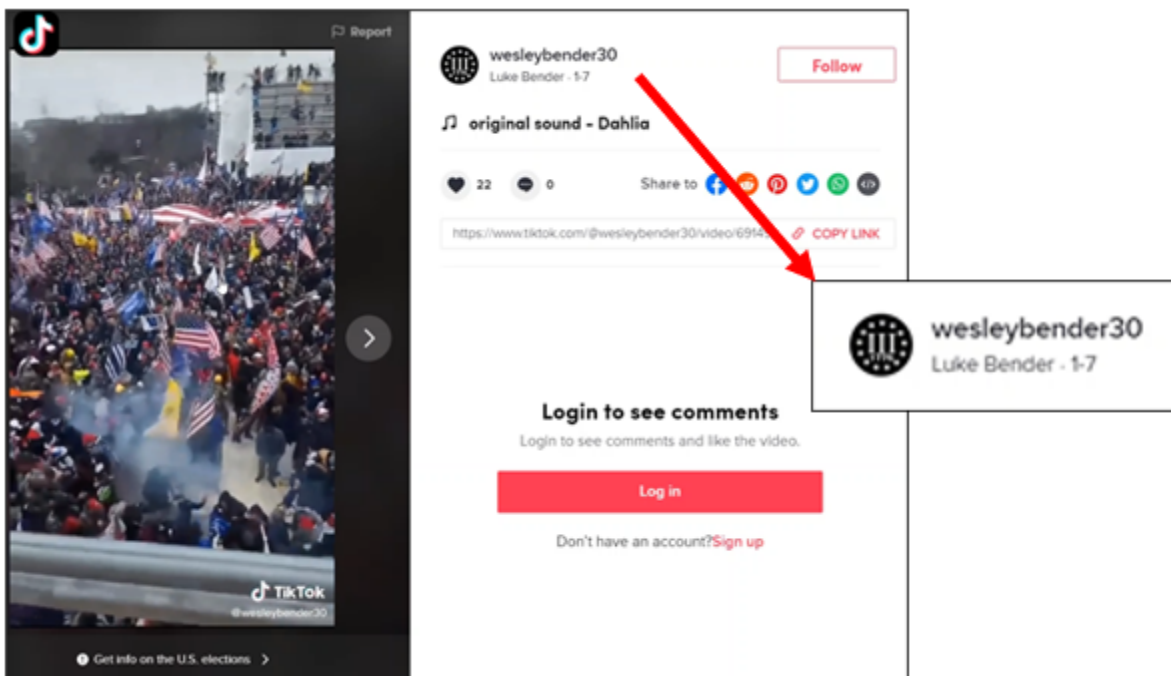 Report
wesleybender30
Luke Bender · 1-7
Follow
original sound - Dahlia
22
0
Share to
https://www.tiktok.com/@wesleybender30/video/69145
COPY LINK
wesleybender30
Luke Bender · 1-7
Login to see comments
Login to see comments and like the video.
Log in
Don't have an account?Sign up
TikTok
@wesleybender30
Get info on the U.S. elections